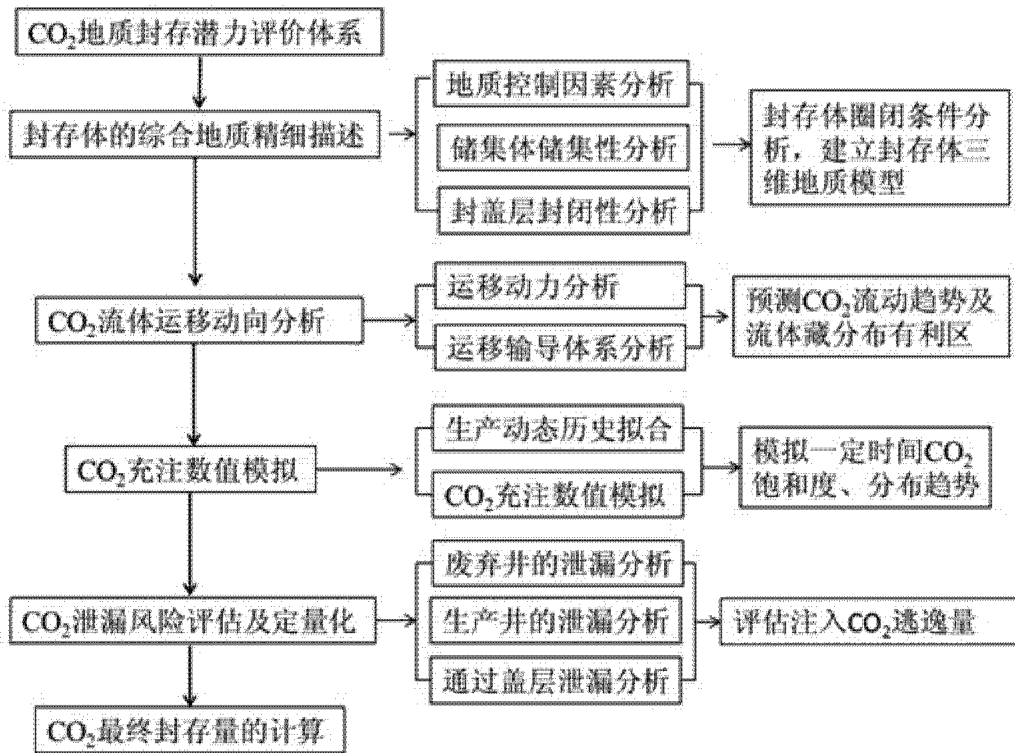 CO₂地质封存潜力评价体系
封存体的综合地质精细描述
地质控制因素分析
储集体储集性分析
封盖层封闭性分析
封存体圈闭条件分
析，建立封存体三
维地质模型
CO₂流体运移动向分析
运移动力分析
运移输导体系分析
预测CO₂流动趋势及
流体藏分布有利区
CO₂充注数值模拟
生产动态历史拟合
CO₂充注数值模拟
模拟一定时间CO₂
饱和度、分布趋势
CO₂泄漏风险评估及定量化
废弃井的泄漏分析
生产井的泄漏分析
通过盖层泄漏分析
评估注入CO₂逃逸量
CO₂最终封存量的计算